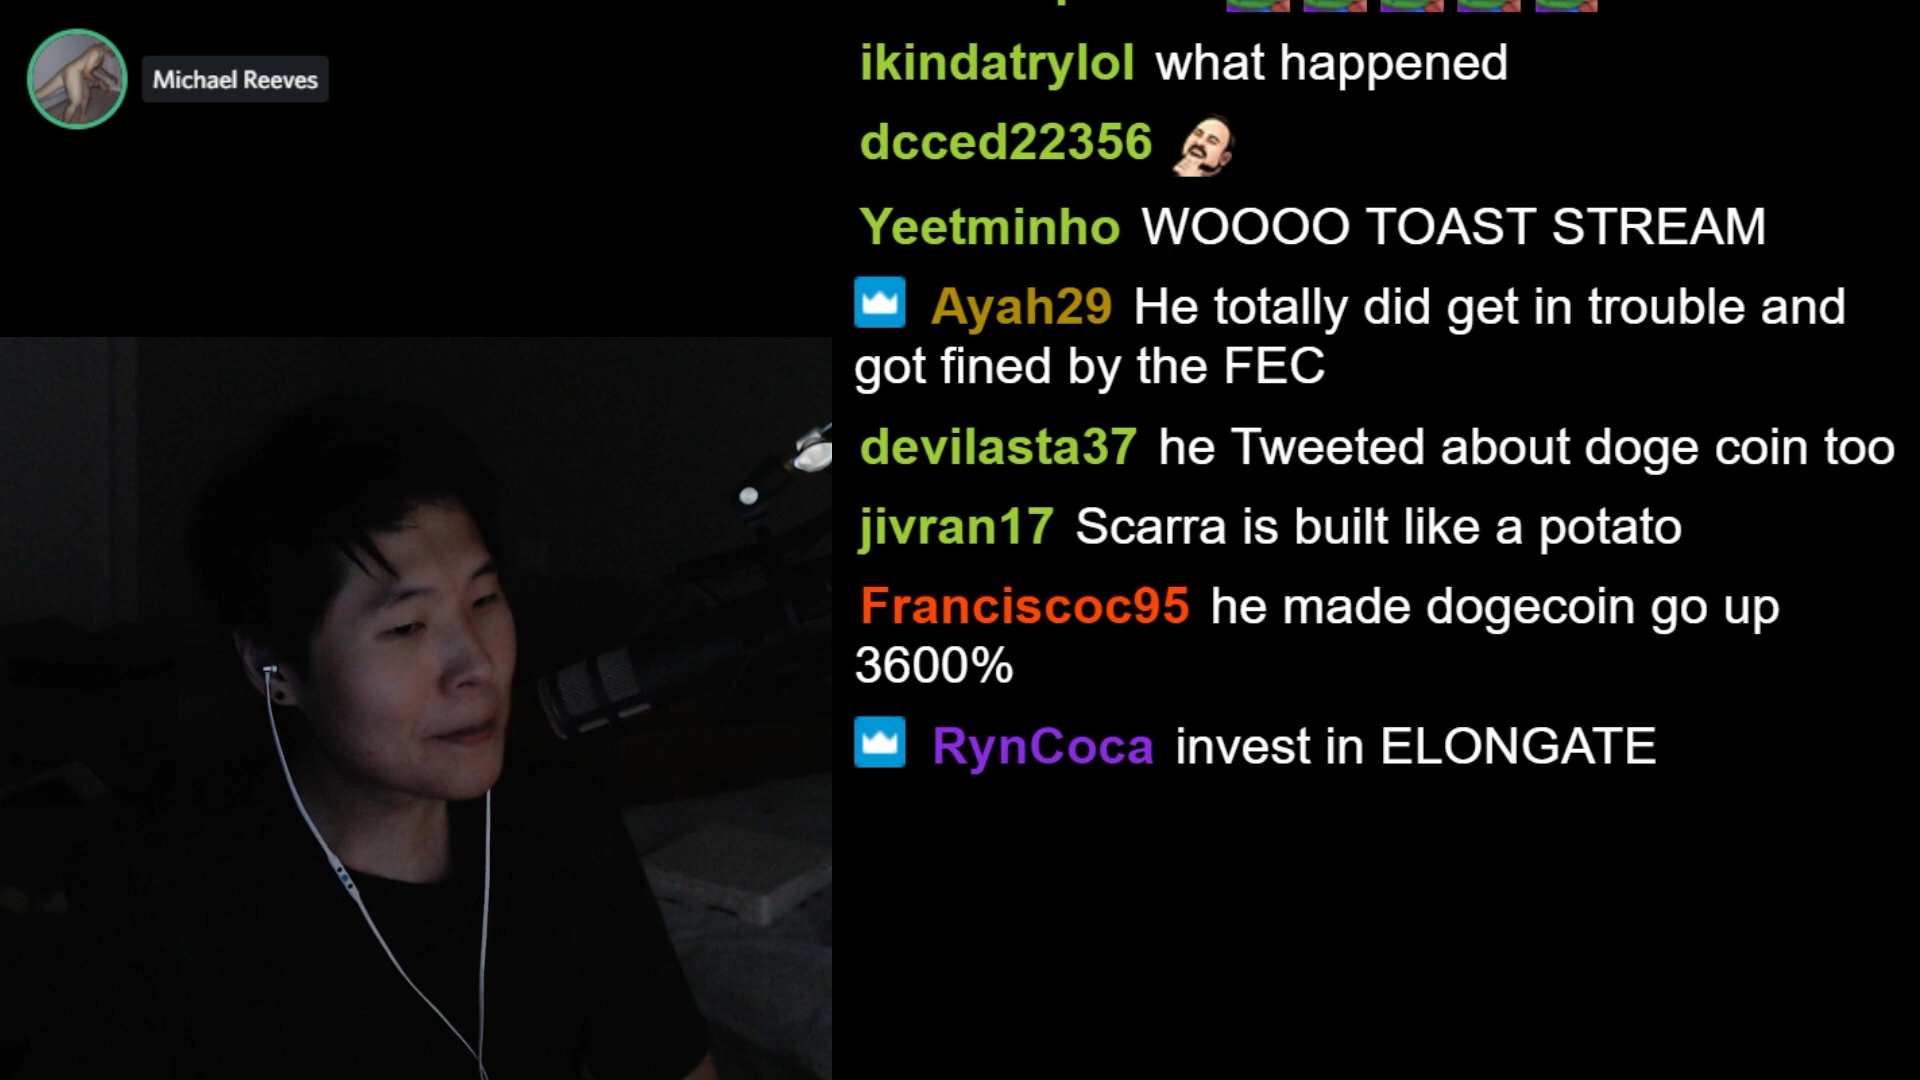 Michael Reeves
ikindatrylol what happened
dcced22356
Yeetminho WOOOO TOAST STREAM
Ayah29 He totally did get in trouble and
got fined by the FEC
devilasta37 he Tweeted about doge coin too
jivran17 Scarra is built like a potato
Franciscoc95 he made dogecoin go up
3600%
RynCoca invest in ELONGATE